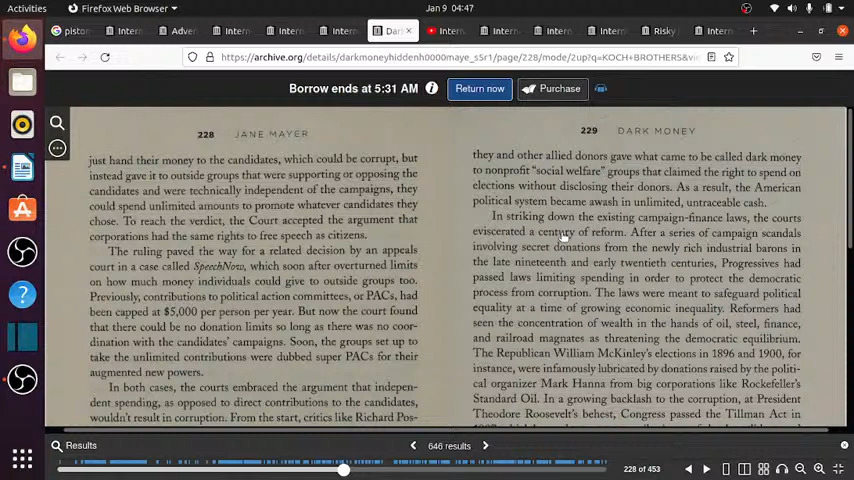 Activities
Firefox Web Browser
Jan 9 04:47
pisto
Intern
Adver
Intern
Intern
Intern
Dar
Intern
Intern
Intern
Risky
Intern
https://archive.org/details/darkmoneyhiddenh0000maye_s5r1/page/228/mode/2up?q=KOCH+BROTHERS&vi
Borrow ends at 5:31 AM
Return now
Purchase
228 JANE MAYER
just hand their money to the candidates, which could be corrupt, but
instead gave it to outside groups that were supporting or opposing the
candidates and were technically independent of the campaigns, they
could spend unlimited amounts to promote whatever candidates they
chose. To reach the verdict, the Court accepted the argument that
corporations had the same rights to free speech as citizens.
The ruling paved the way for a related decision by an appeals
court in a case called SpeechNow, which soon after overturned limits
on how much money individuals could give to outside groups too.
Previously, contributions to political action committees, or PACs, had
been capped at $5,000 per person per year. But now the court found
that there could be no donation limits so long as there was no coor-
dination with the candidates' campaigns. Soon, the groups set up to
take the unlimited contributions were dubbed super PACs for their
augmented new powers.
In both cases, the courts embraced the argument that indepen-
dent spending, as opposed to direct contributions to the candidates,
wouldn't result in corruption. From the start, critics like Richard Pos-
229 DARK MONEY
they and other allied donors gave what came to be called dark money
to nonprofit "social welfare" groups that claimed the right to spend on
elections without disclosing their donors. As a result, the American
political system became awash in unlimited, untraceable cash.
In striking down the existing campaign-finance laws, the courts
eviscerated a century of reform. After a series of campaign scandals
involving secret donations from the newly rich industrial barons in
the late nineteenth and early twentieth centuries, Progressives had
passed laws limiting spending in order to protect the democratic
process from corruption. The laws were meant to safeguard political
equality at a time of growing economic inequality. Reformers had
seen the concentration of wealth in the hands of oil, steel, finance,
and railroad magnates as threatening the democratic equilibrium.
The Republican William McKinley's elections in 1896 and 1900, for
instance, were infamously lubricated by donations raised by the politi-
cal organizer Mark Hanna from big corporations like Rockefeller's
Standard Oil. In a growing backlash to the corruption, at President
Theodore Roosevelt's behest, Congress passed the Tillman Act in
Results
646 results
228 of 453